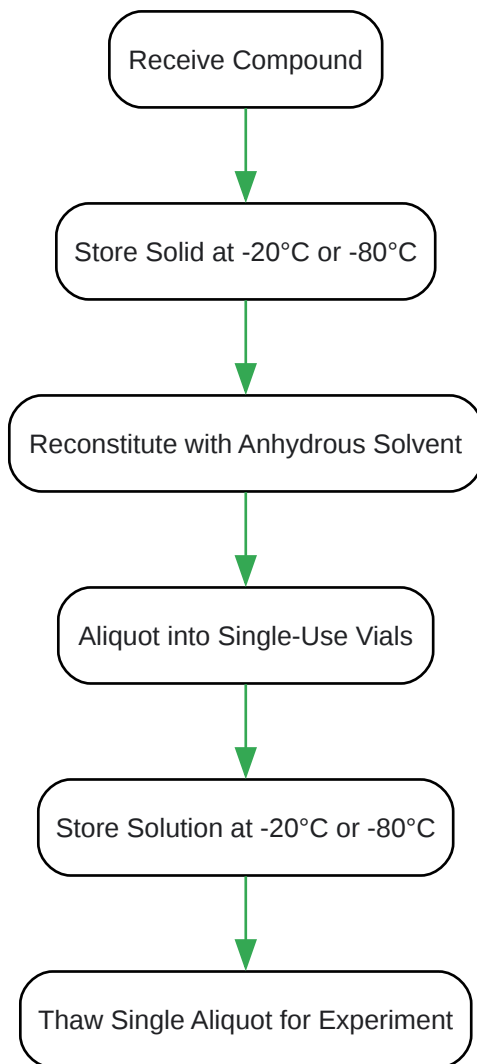 Receive Compound
Store Solid at -20°C or -80°C
Reconstitute with Anhydrous Solvent
Aliquot into Single-Use Vials
Store Solution at -20°C or -80°C
Thaw Single Aliquot for Experiment